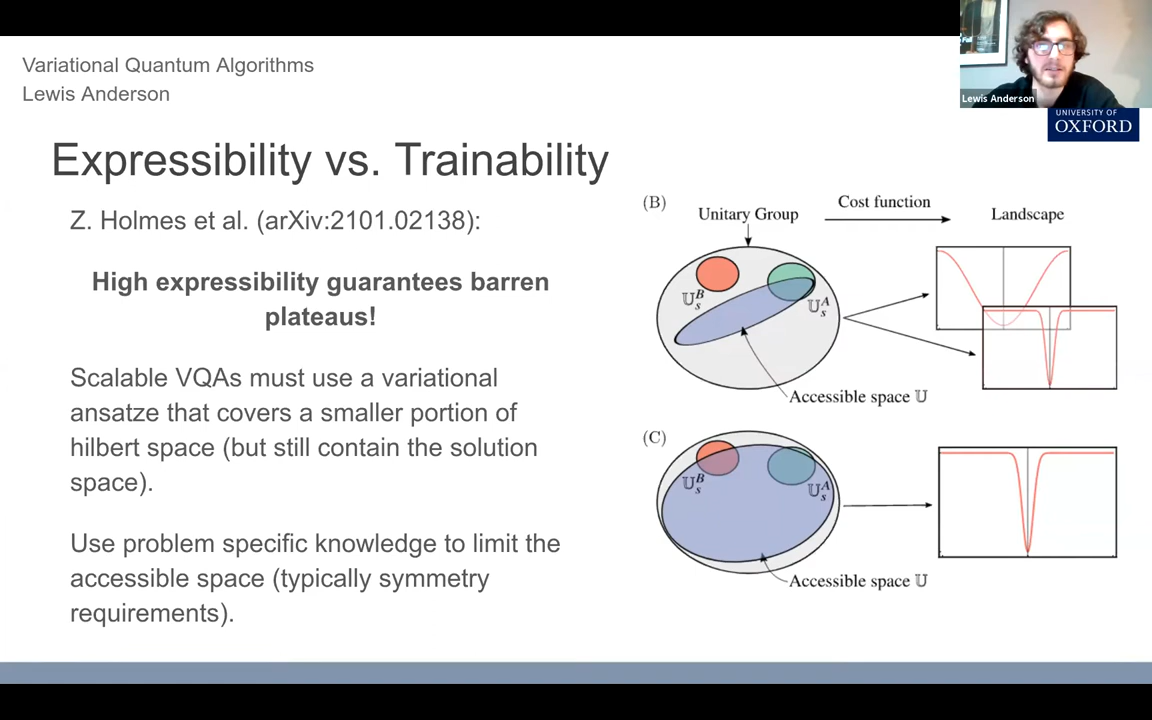 Variational Quantum Algorithms
Lewis Anderson
Lewis Anderson
UNIVERSITY OF
OXFORD
Expressibility vs. Trainability
Z. Holmes et al. (arXiv:2101.02138):
High expressibility guarantees barren
plateaus!
Scalable VQAs must use a variational
ansatze that covers a smaller portion of
hilbert space (but still contain the solution
space).
Use problem specific knowledge to limit the
accessible space (typically symmetry
requirements).
(B)
Unitary Group
Cost function
Landscape
𝕌ₛᴮ
𝕌ₛᴬ
Accessible space 𝕌
(C)
𝕌ₛᴮ
𝕌ₛᴬ
Accessible space 𝕌